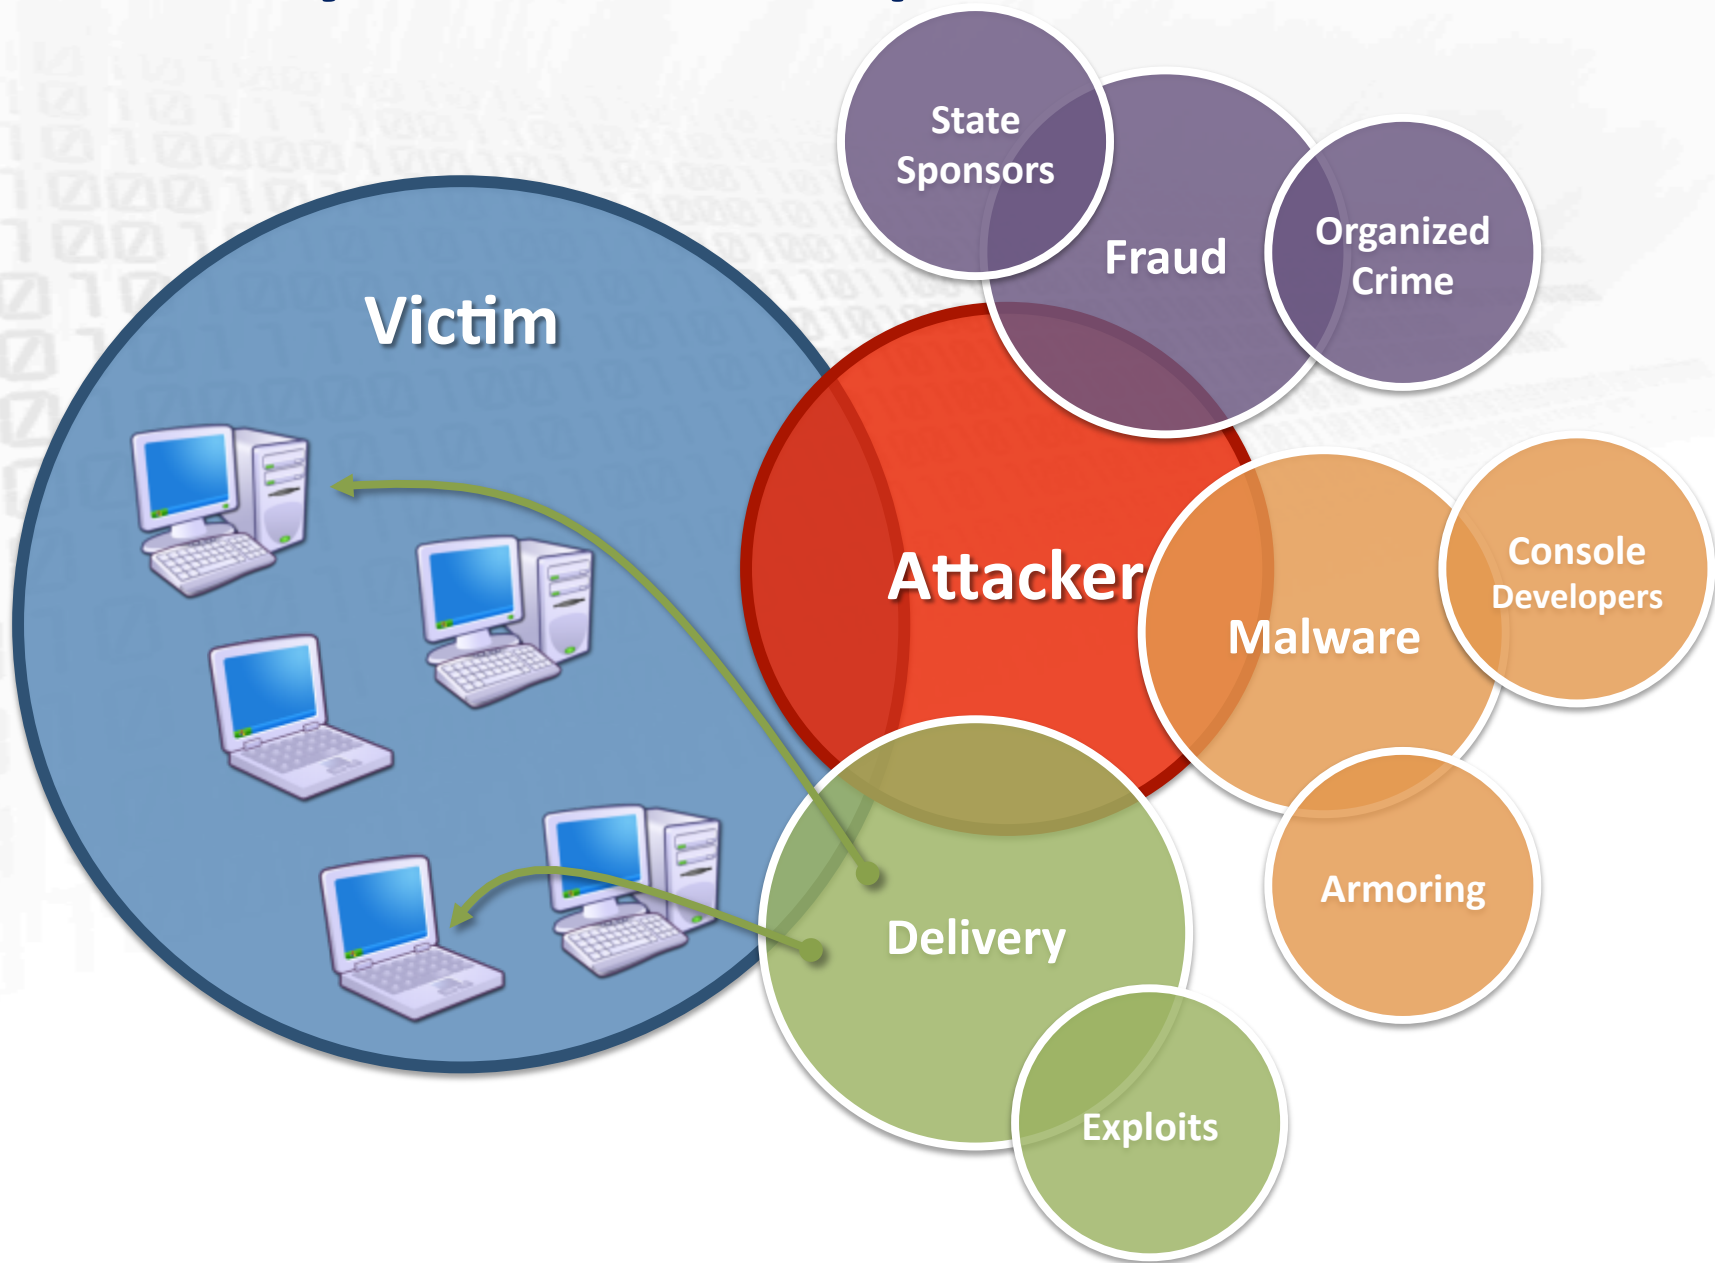 State
Sponsors
Fraud
Organized
Crime
Victim
Attacker
Console
Developers
Malware
Armoring
Delivery
Exploits